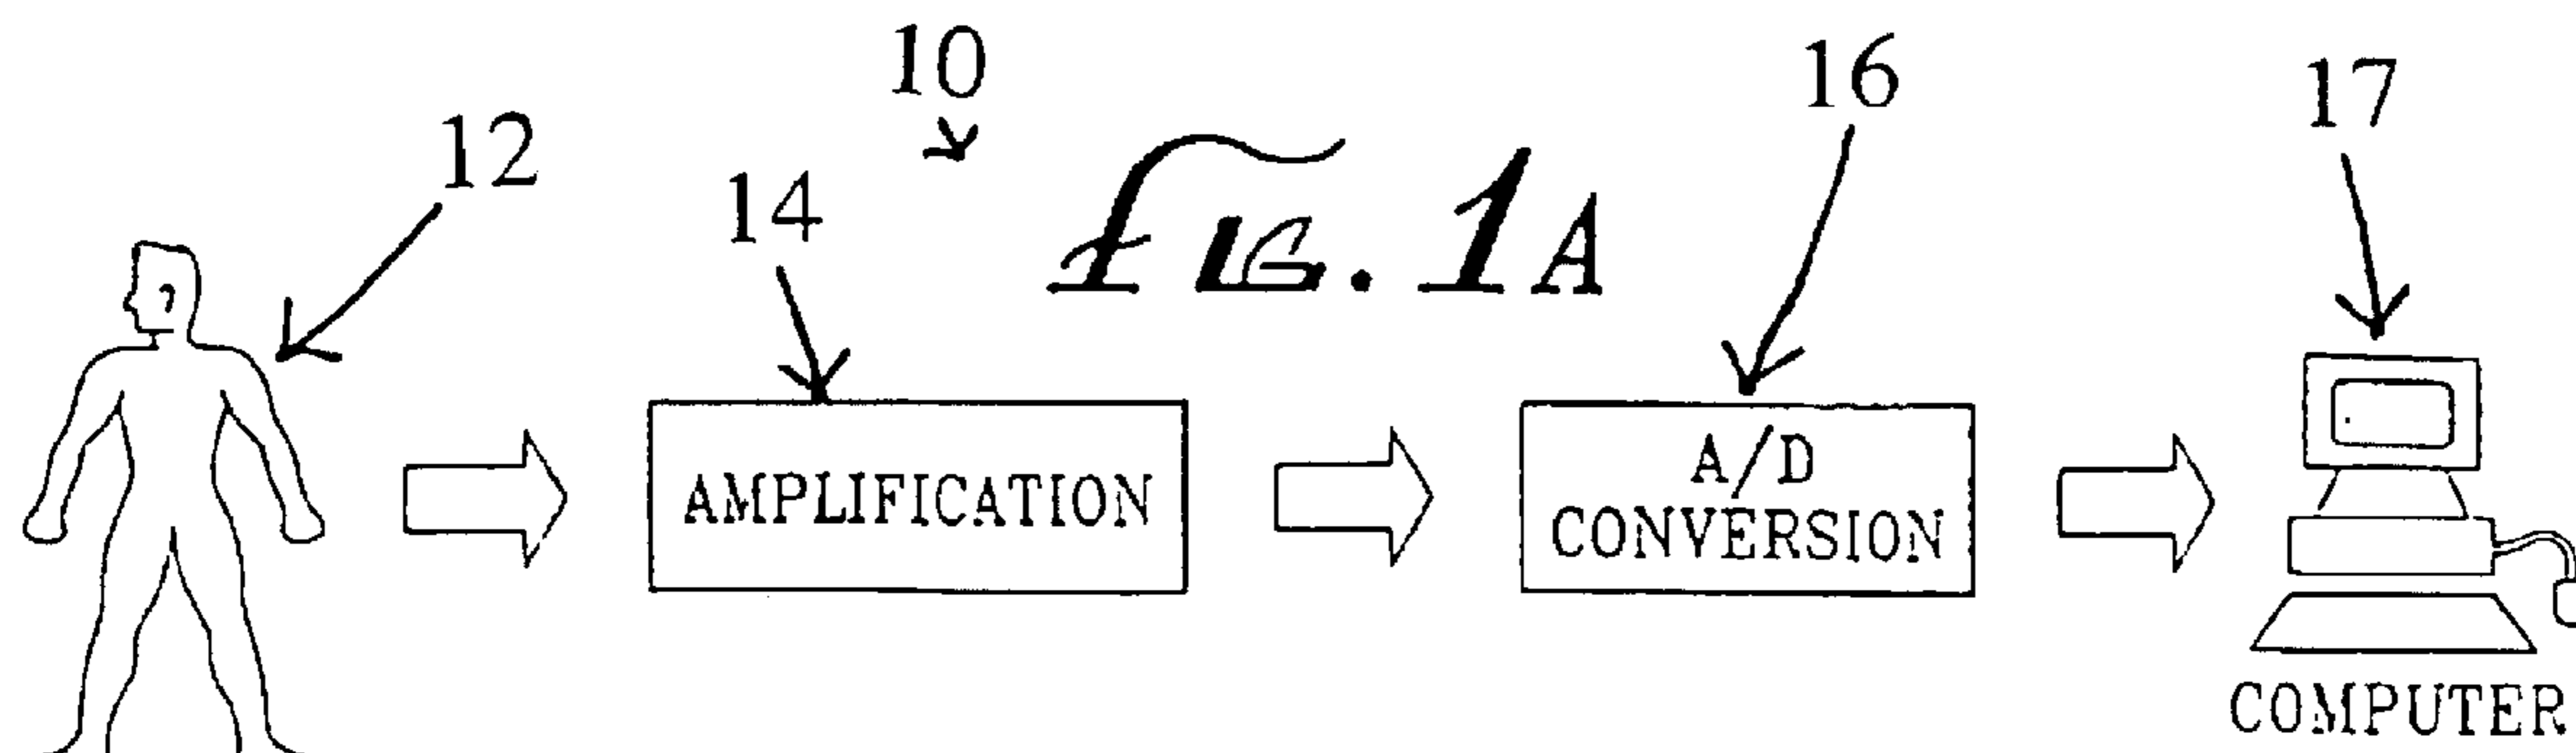 10
16
17
12
14
FIG. 1A
AMPLIFICATION
A/D
CONVERSION
COMPUTER